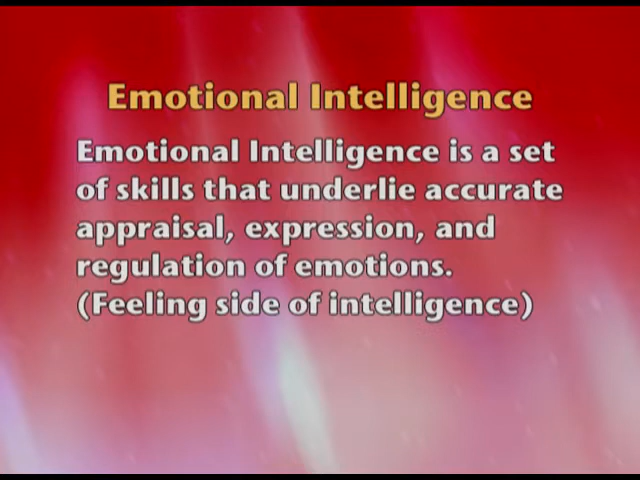 Emotional Intelligence
Emotional Intelligence is a set
of skills that underlie accurate
appraisal, expression, and
regulation of emotions.
(Feeling side of intelligence)